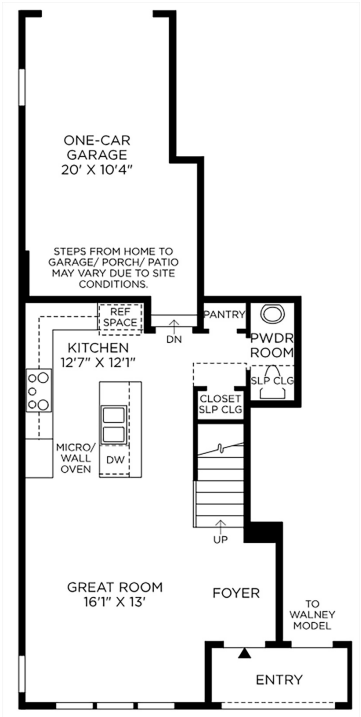 ONE-CAR
GARAGE
20' X 10'4"
STEPS FROM HOME TO
GARAGE/ PORCH/ PATIO
MAY VARY DUE TO SITE
CONDITIONS.
REF
SPACE
PANTRY
DN
PWDR
ROOM
KITCHEN
12'7" X 12'1"
SLP CLG
CLOSET
SLP CLG
MICRO/
WALL
OVEN
DW
UP
GREAT ROOM
16'1" X 13'
FOYER
TO
WALNEY
MODEL
ENTRY